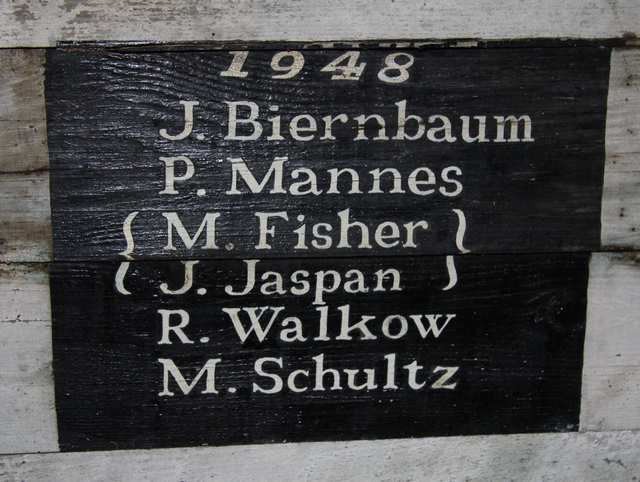 1948
J. Biernbaum
P. Mannes
{ M. Fisher }
{ J. Jaspan }
R. Walkow
M. Schultz